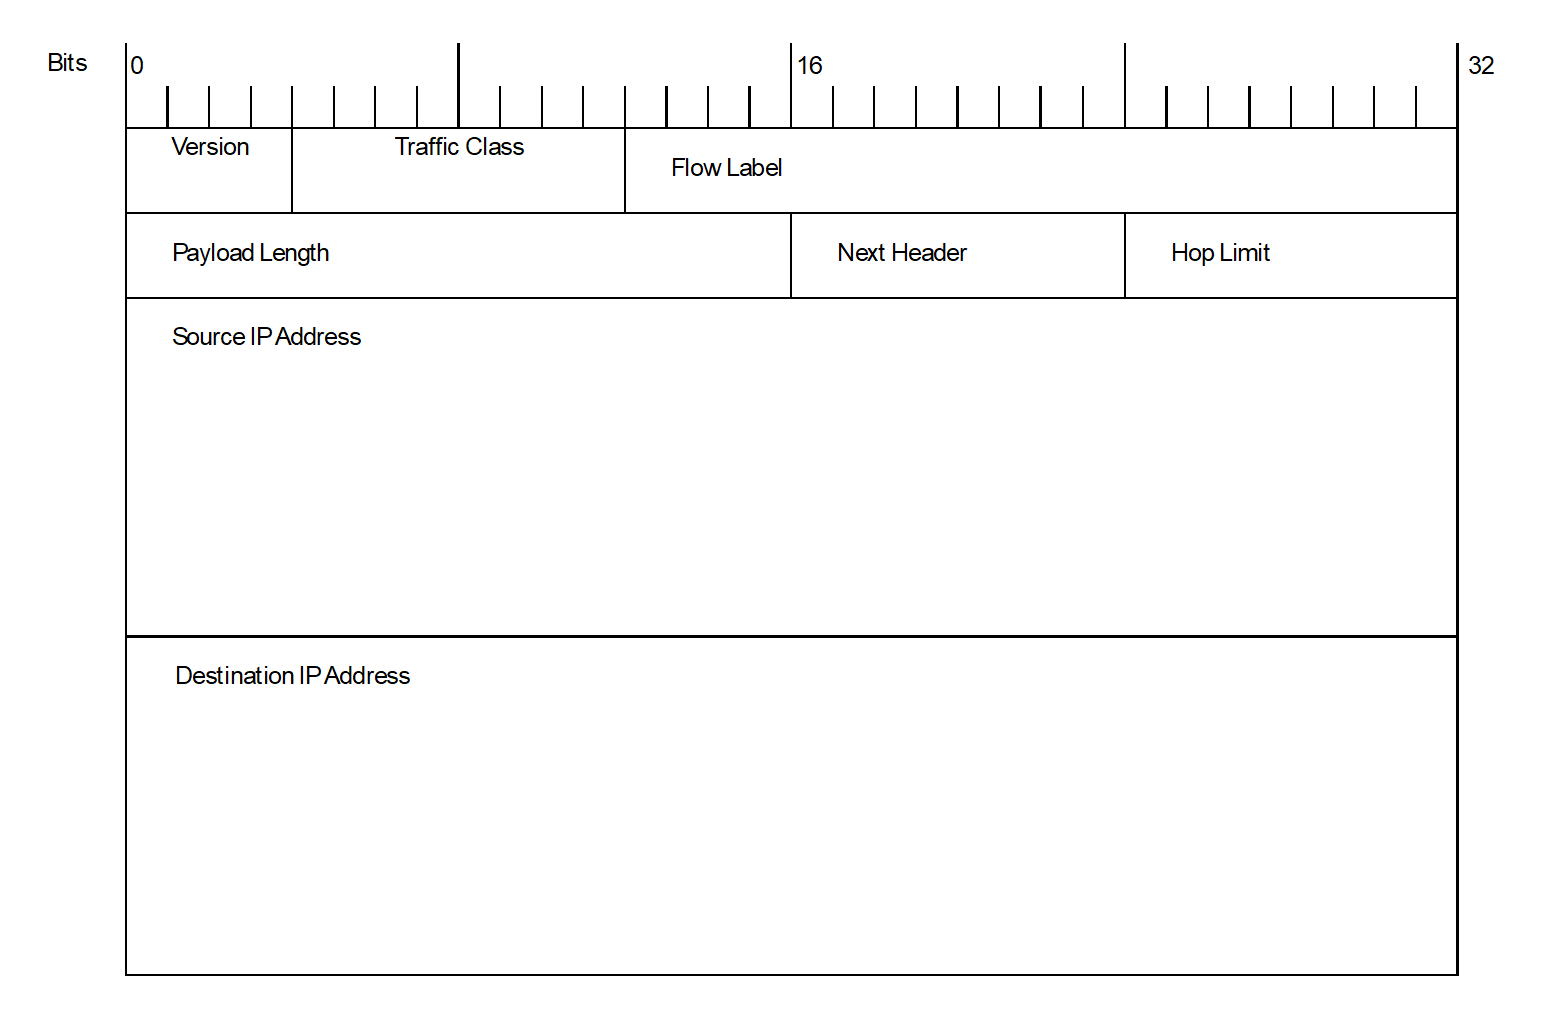 Bits 0 16 32
Version Traffic Class Flow Label
Payload Length Next Header Hop Limit
Source IP Address
Destination IP Address